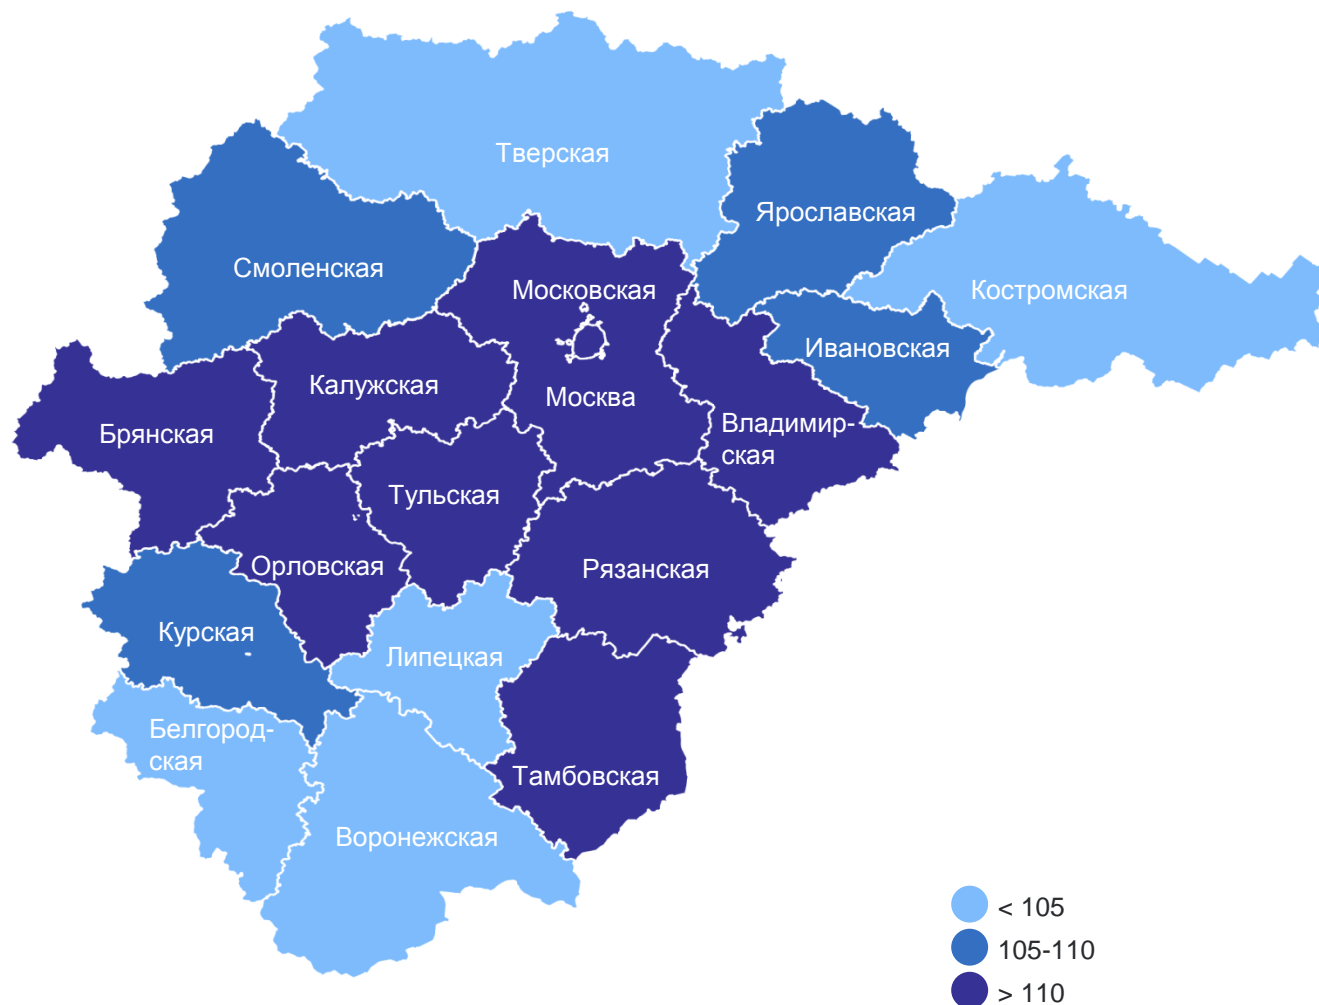 Тверская
Ярославская
Смоленская
Московская
Костромская
Ивановская
Калужская
Москва
Брянская
Владимир-
ская
Тульская
Орловская
Рязанская
Курская
Липецкая
Белгород-
ская
Тамбовская
Воронежская
< 105
105-110
> 110